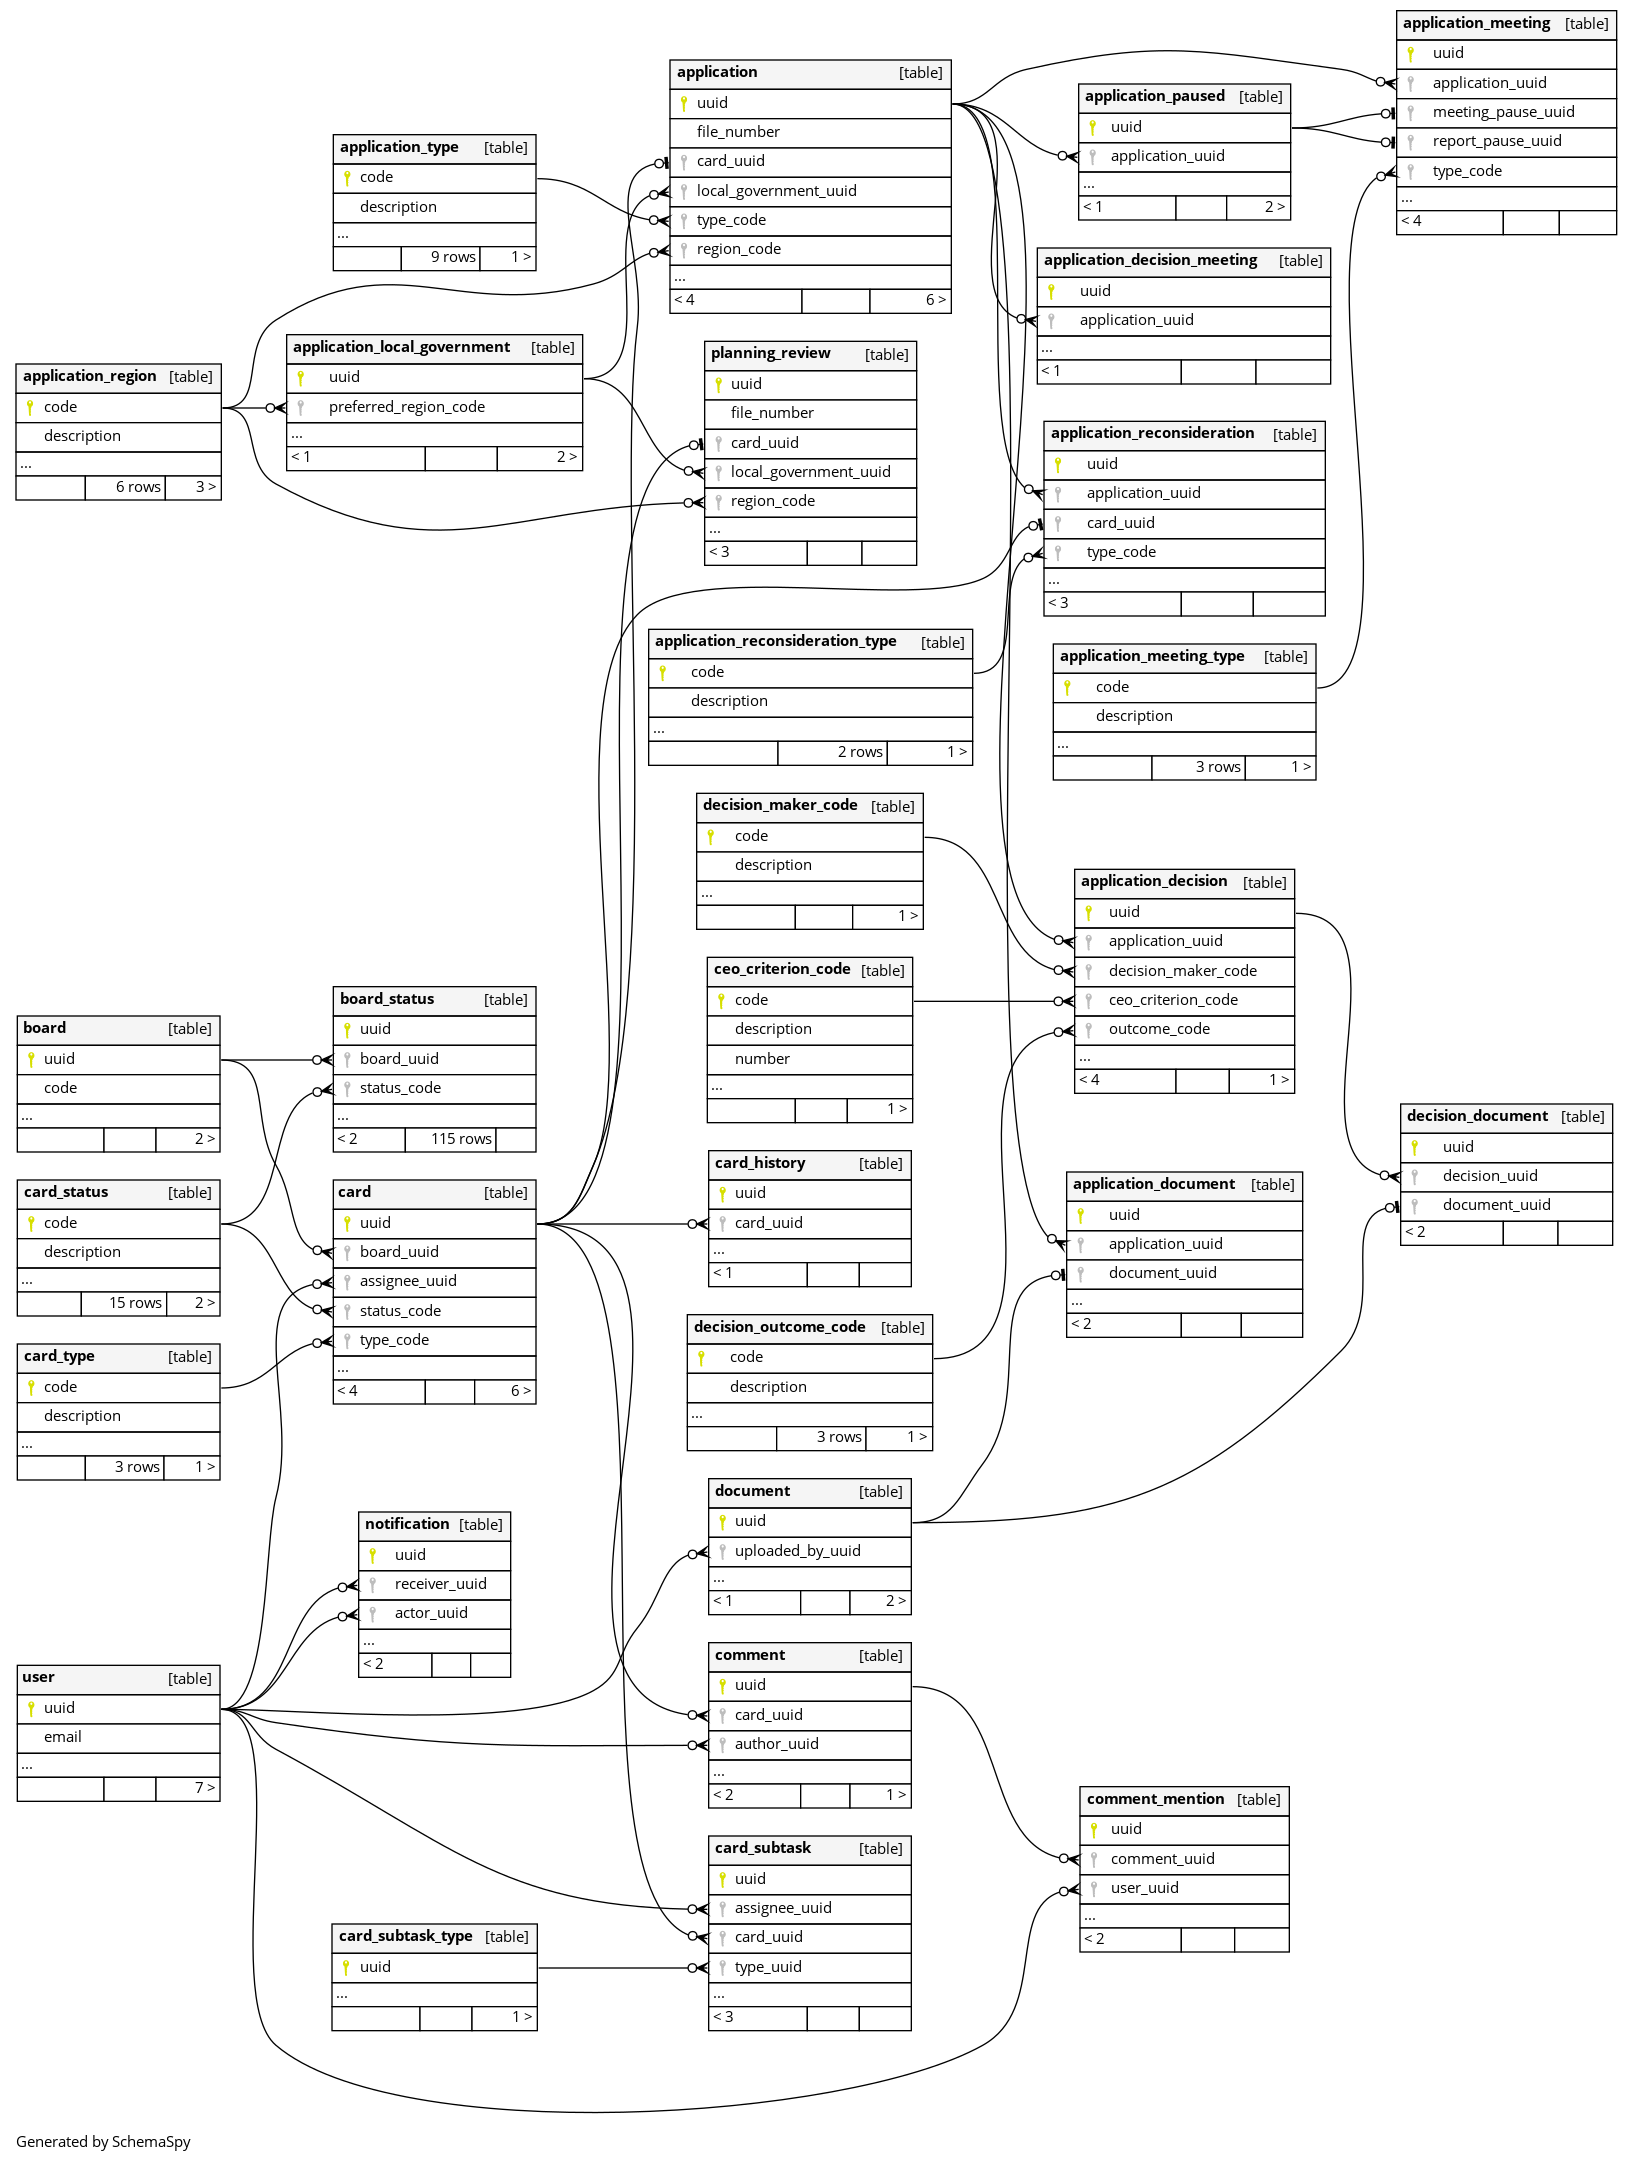 application_meeting [table]
uuid
application_uuid
meeting_pause_uuid
report_pause_uuid
type_code
...
< 4
application [table]
uuid
file_number
card_uuid
local_government_uuid
type_code
region_code
...
< 4 6 >
application_paused [table]
uuid
application_uuid
...
< 1 2 >
application_type [table]
code
description
...
9 rows 1 >
application_decision_meeting [table]
uuid
application_uuid
...
< 1
application_local_government [table]
uuid
preferred_region_code
...
< 1 2 >
planning_review [table]
uuid
file_number
card_uuid
local_government_uuid
region_code
...
< 3
application_region [table]
code
description
...
6 rows 3 >
application_reconsideration [table]
uuid
application_uuid
card_uuid
type_code
...
< 3
application_reconsideration_type [table]
code
description
...
2 rows 1 >
application_meeting_type [table]
code
description
...
3 rows 1 >
decision_maker_code [table]
code
description
...
1 >
application_decision [table]
uuid
application_uuid
decision_maker_code
ceo_criterion_code
outcome_code
...
< 4 1 >
ceo_criterion_code [table]
code
description
number
...
1 >
board_status [table]
uuid
board_uuid
status_code
...
< 2 115 rows
board [table]
uuid
code
...
2 >
decision_document [table]
uuid
decision_uuid
document_uuid
< 2
card_history [table]
uuid
card_uuid
...
< 1
application_document [table]
uuid
application_uuid
document_uuid
...
< 2
card_status [table]
code
description
...
15 rows 2 >
card [table]
uuid
board_uuid
assignee_uuid
status_code
type_code
...
< 4 6 >
decision_outcome_code [table]
code
description
...
3 rows 1 >
card_type [table]
code
description
...
3 rows 1 >
document [table]
uuid
uploaded_by_uuid
...
< 1 2 >
notification [table]
uuid
receiver_uuid
actor_uuid
...
< 2
comment [table]
uuid
card_uuid
author_uuid
...
< 2 1 >
user [table]
uuid
email
...
7 >
comment_mention [table]
uuid
comment_uuid
user_uuid
...
< 2
card_subtask [table]
uuid
assignee_uuid
card_uuid
type_uuid
...
< 3
card_subtask_type [table]
uuid
...
1 >
Generated by SchemaSpy